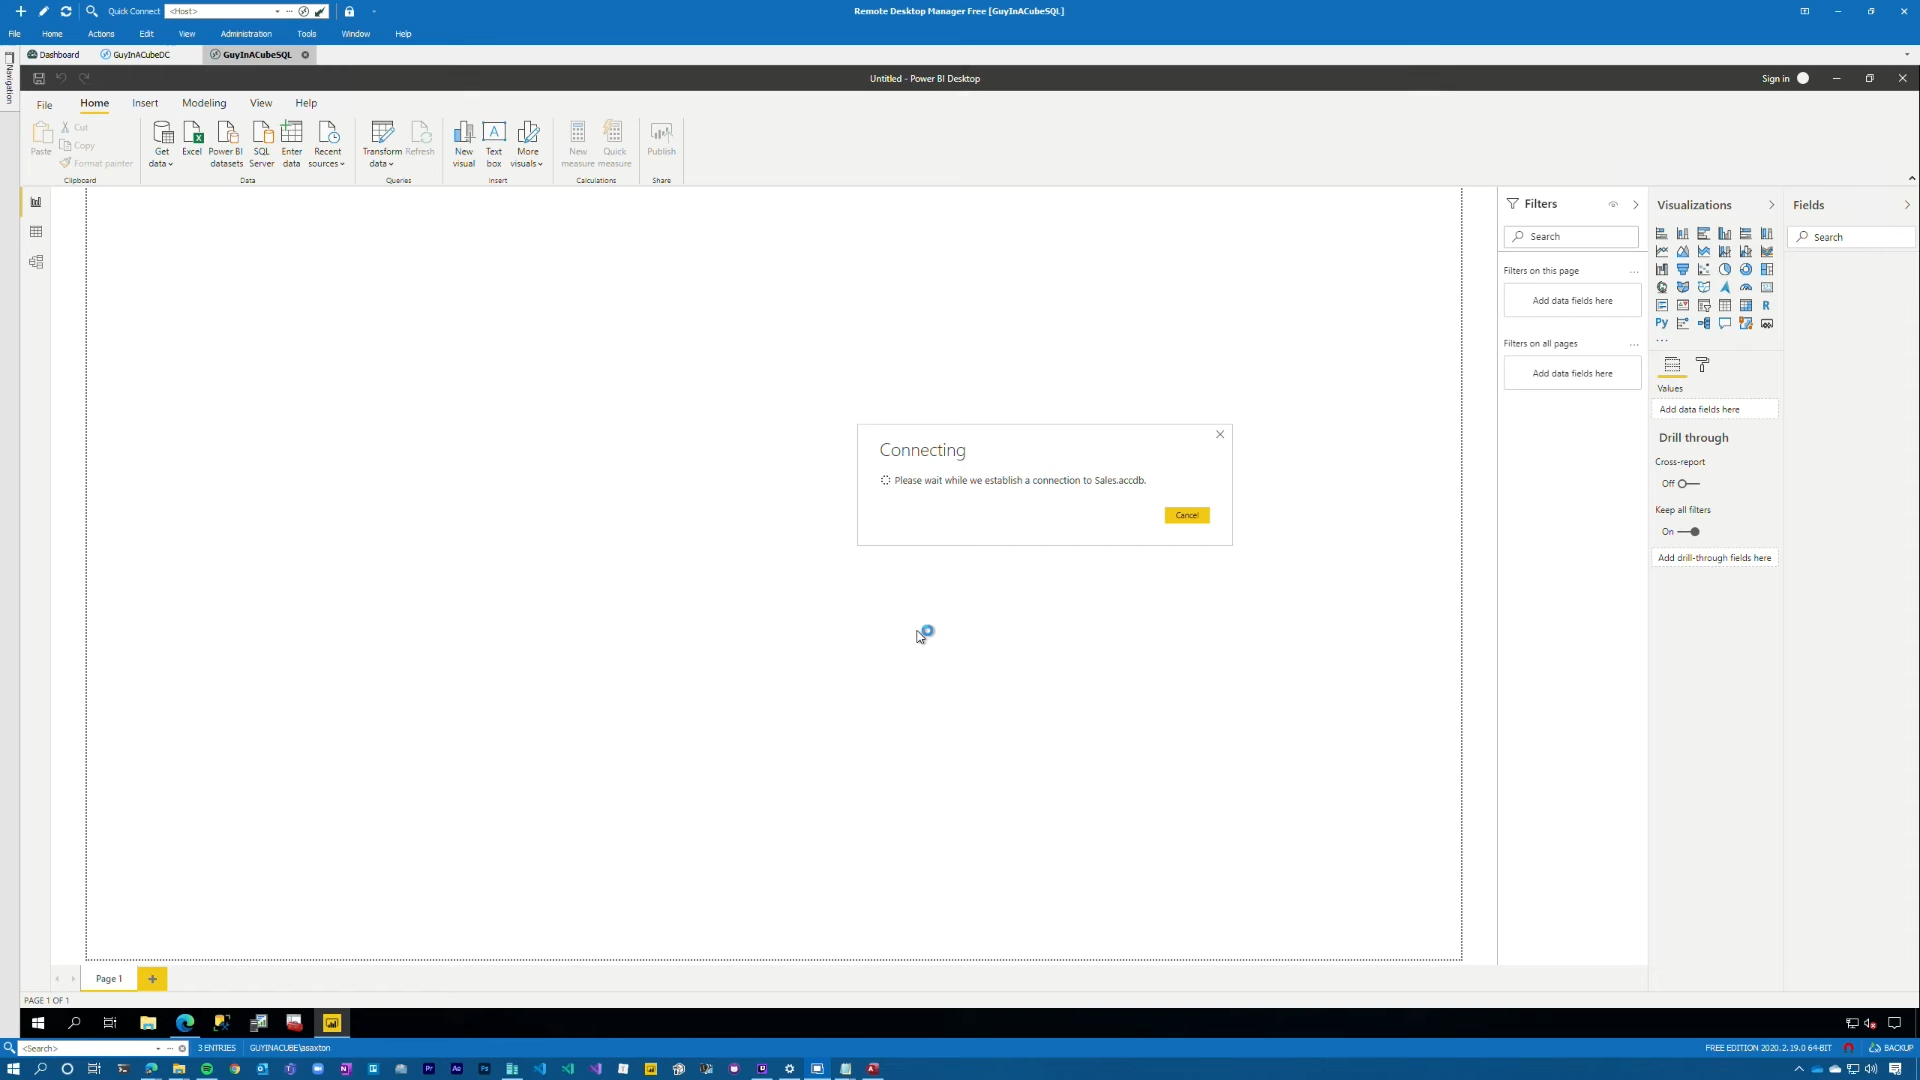 Quick Connect <Host>
Remote Desktop Manager Free [GuyInACubeSQL]
File Home Actions Edit View Administration Tools Window Help
Navigation
Dashboard GuyInACubeDC GuyInACubeSQL
Untitled - Power BI Desktop
Sign in
File Home Insert Modeling View Help
Paste
Cut
Copy
Format painter
Clipboard
Get data
Excel
Power BI datasets
SQL Server
Enter data
Recent sources
Data
Transform data
Refresh
Queries
New visual
Text box
More visuals
Insert
New measure
Quick measure
Calculations
Publish
Share
Filters
Search
Filters on this page ...
Add data fields here
Filters on all pages ...
Add data fields here
Visualizations
R
Py
...
Values
Add data fields here
Drill through
Cross-report
Off
Keep all filters
On
Add drill-through fields here
Fields
Search
Connecting
Please wait while we establish a connection to Sales.accdb.
Cancel
Page 1
PAGE 1 OF 1
<Search>
3 ENTRIES
GUYINACUBE\asaxton
FREE EDITION 2020.2.19.0 64-BIT
BACKUP